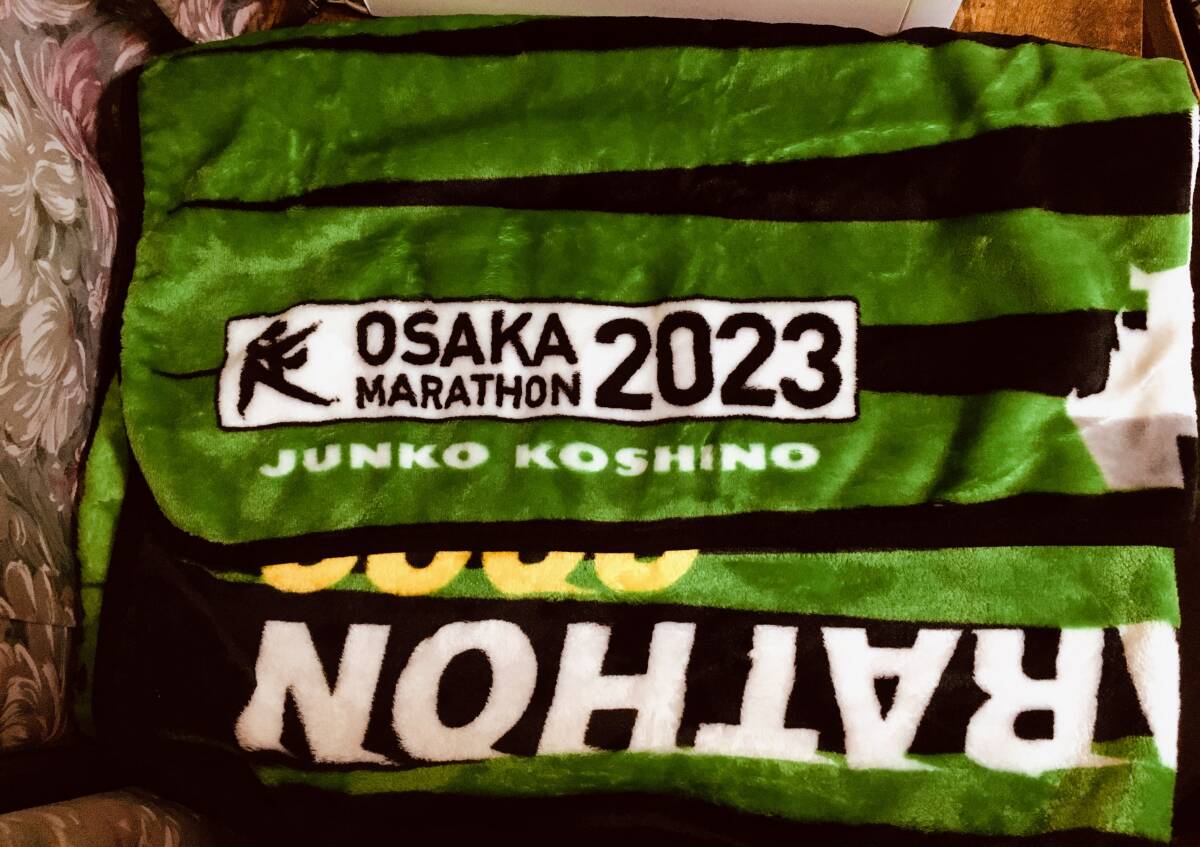 OSAKA
MARATHON 2023
JUNKO KOSHINO
RATHON